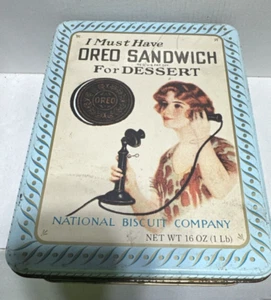 I Must Have
OREO SANDWICH
For DESSERT
OREO
NATIONAL BISCUIT COMPANY
NET WT 16 OZ (1 Lb)